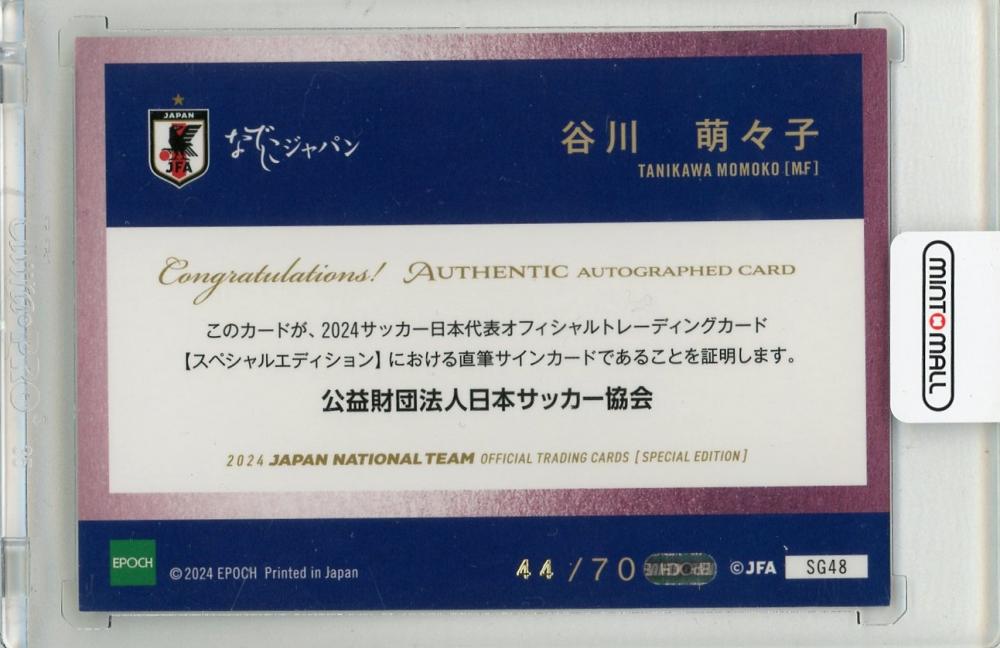 JAPAN
JFA
なでしこジャパン
谷川 萌々子
TANIKAWA MOMOKO [MF]
Congratulations! AUTHENTIC AUTOGRAPHED CARD
このカードが、2024サッカー日本代表オフィシャルトレーディングカード
【スペシャルエディション】における直筆サインカードであることを証明します。
公益財団法人日本サッカー協会
2024 JAPAN NATIONAL TEAM OFFICIAL TRADING CARDS [SPECIAL EDITION]
EPOCH
©2024 EPOCH Printed in Japan
44/70
©JFA
SG48
MINT MALL